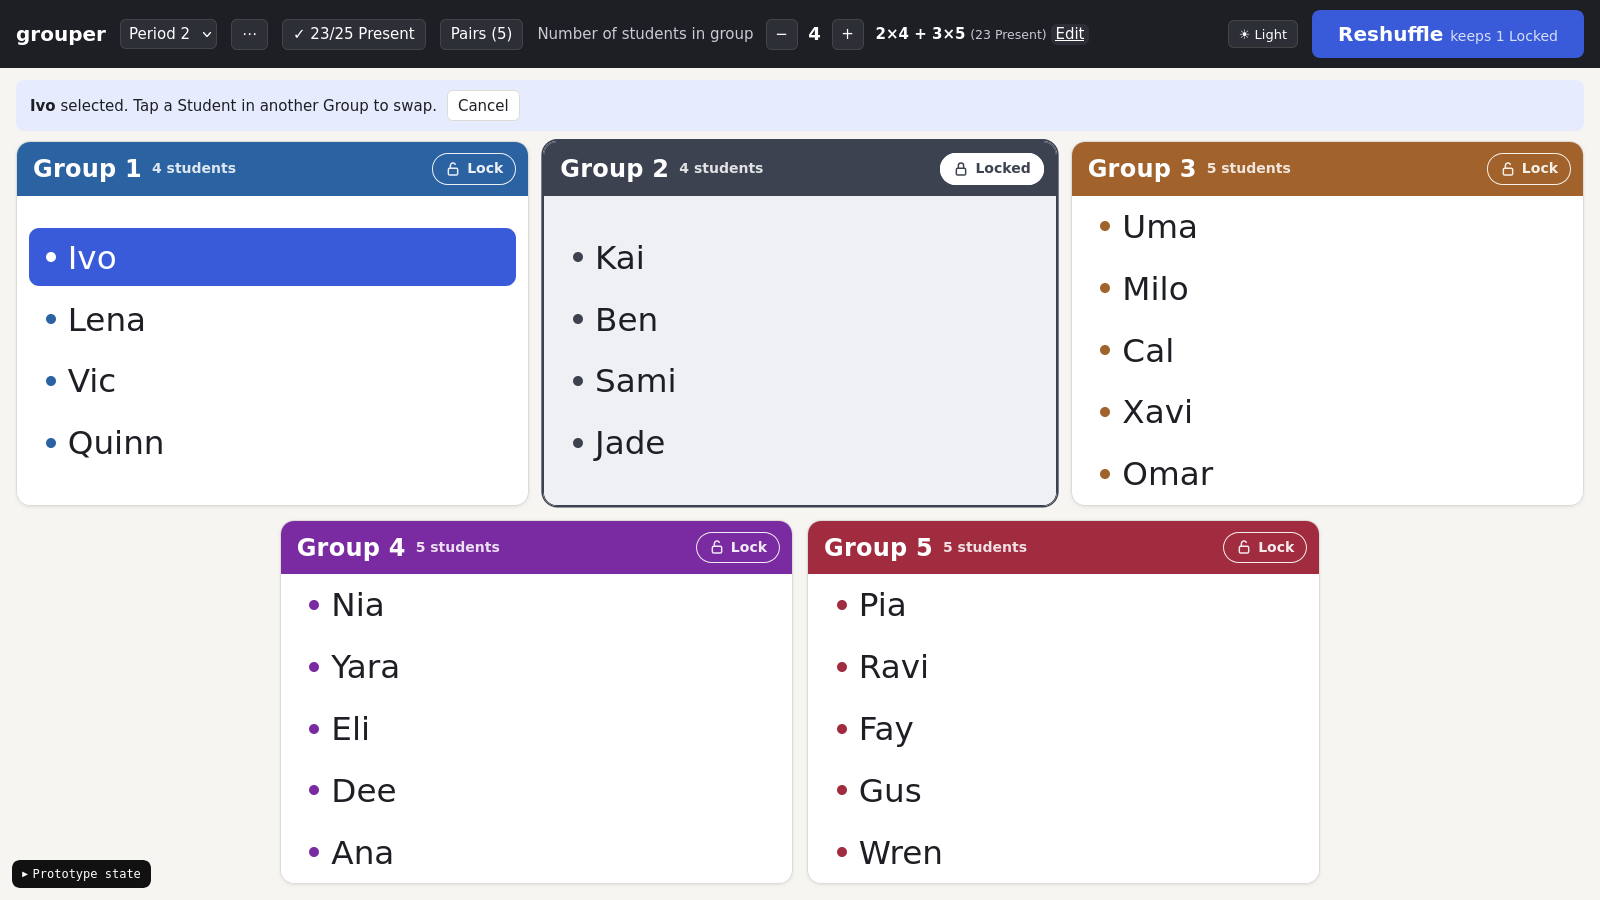 grouper Period 2 ... ✓ 23/25 Present Pairs (5) Number of students in group − 4 + 2×4 + 3×5 (23 Present) Edit ☀ Light Reshuffle keeps 1 Locked
Ivo selected. Tap a Student in another Group to swap. Cancel
Group 1 4 students Lock
• Ivo
• Lena
• Vic
• Quinn
Group 2 4 students Locked
• Kai
• Ben
• Sami
• Jade
Group 3 5 students Lock
• Uma
• Milo
• Cal
• Xavi
• Omar
Group 4 5 students Lock
• Nia
• Yara
• Eli
• Dee
• Ana
Group 5 5 students Lock
• Pia
• Ravi
• Fay
• Gus
• Wren
▶ Prototype state